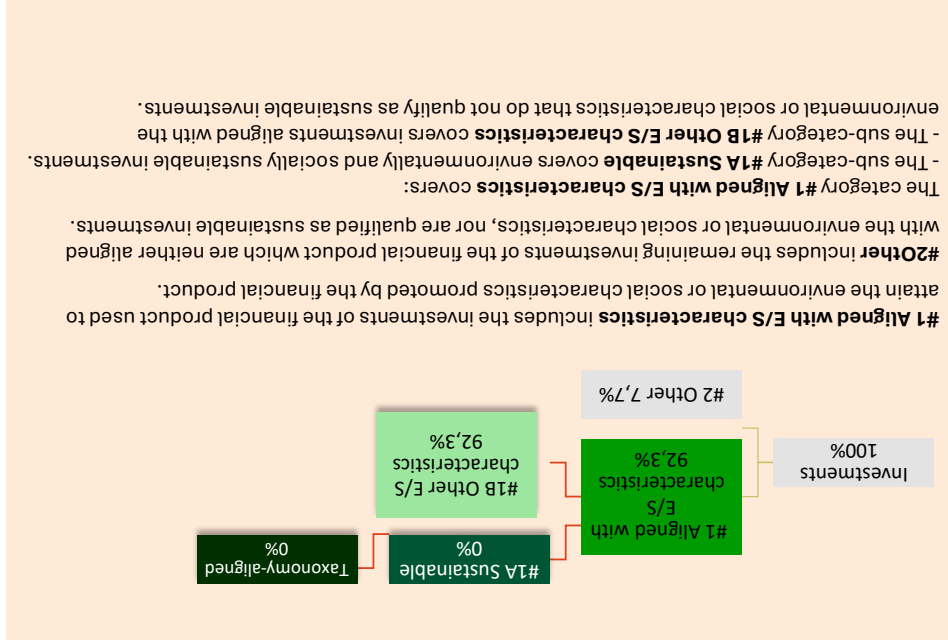 Investments
100%
#1 Aligned with
E/S
characteristics
92,3%
#2 Other 7,7%
#1A Sustainable
0%
#1B Other E/S
characteristics
92,3%
Taxonomy-aligned
0%
#1 Aligned with E/S characteristics includes the investments of the financial product used to
attain the environmental or social characteristics promoted by the financial product.
#2Other includes the remaining investments of the financial product which are neither aligned
with the environmental or social characteristics, nor are qualified as sustainable investments.
The category #1 Aligned with E/S characteristics covers:
- The sub-category #1A Sustainable covers environmentally and socially sustainable investments.
- The sub-category #1B Other E/S characteristics covers investments aligned with the
environmental or social characteristics that do not qualify as sustainable investments.